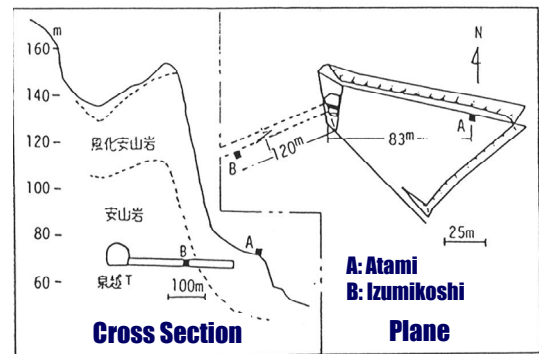 m
160
140
120
100
80
60
風化安山岩
安山岩
泉越T
B
A
100m
Cross Section
N
A
83m
120m
B
25m
A: Atami
B: Izumikoshi
Plane